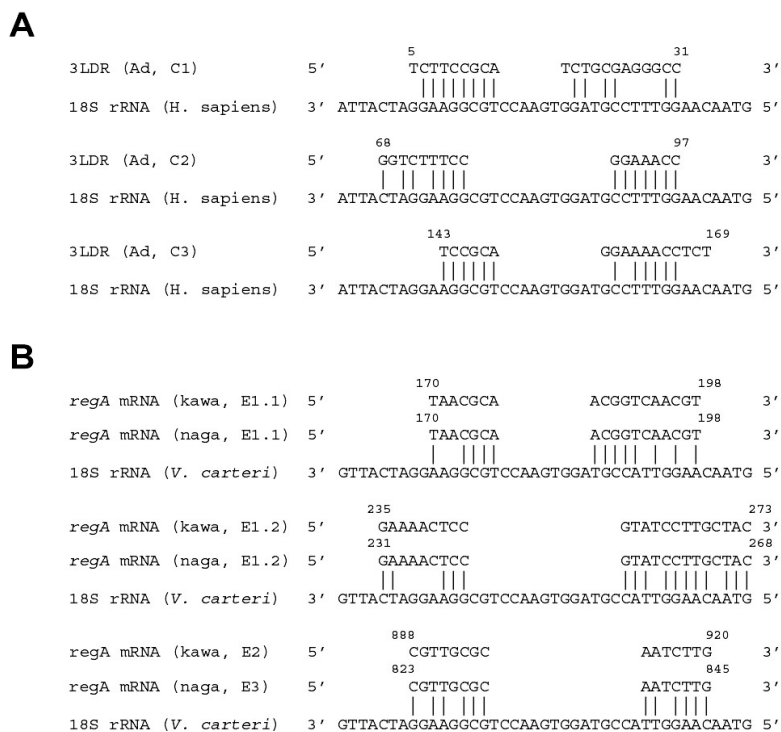 A
5 31
3LDR (Ad, C1) 5’ TCTTCCGCA TCTGCGAGGGCC 3’
18S rRNA (H. sapiens) 3’ ATTACTAGGAAGGCGTCCAAGTGGATGCCTTTGGAACAATG 5’
68 97
3LDR (Ad, C2) 5’ GGTCTTTCC GGAAACC 3’
18S rRNA (H. sapiens) 3’ ATTACTAGGAAGGCGTCCAAGTGGATGCCTTTGGAACAATG 5’
143 169
3LDR (Ad, C3) 5’ TCCGCA GGAAAACCTCT 3’
18S rRNA (H. sapiens) 3’ ATTACTAGGAAGGCGTCCAAGTGGATGCCTTTGGAACAATG 5’
B
170 198
regA mRNA (kawa, E1.1) 5’ TAACGCA ACGGTCAACGT 3’
170 198
regA mRNA (naga, E1.1) 5’ TAACGCA ACGGTCAACGT 3’
18S rRNA (V. carteri) 3’ GTTACTAGGAAGGCGTCCAAGTGGATGCCATTGGAACAATG 5’
235 273
regA mRNA (kawa, E1.2) 5’ GAAAACTCC GTATCCTTGCTAC 3’
231 268
regA mRNA (naga, E1.2) 5’ GAAAACTCC GTATCCTTGCTAC 3’
18S rRNA (V. carteri) 3’ GTTACTAGGAAGGCGTCCAAGTGGATGCCATTGGAACAATG 5’
888 920
regA mRNA (kawa, E2) 5’ CGTTGCGC AATCTTG 3’
823 845
regA mRNA (naga, E3) 5’ CGTTGCGC AATCTTG 3’
18S rRNA (V. carteri) 3’ GTTACTAGGAAGGCGTCCAAGTGGATGCCATTGGAACAATG 5’